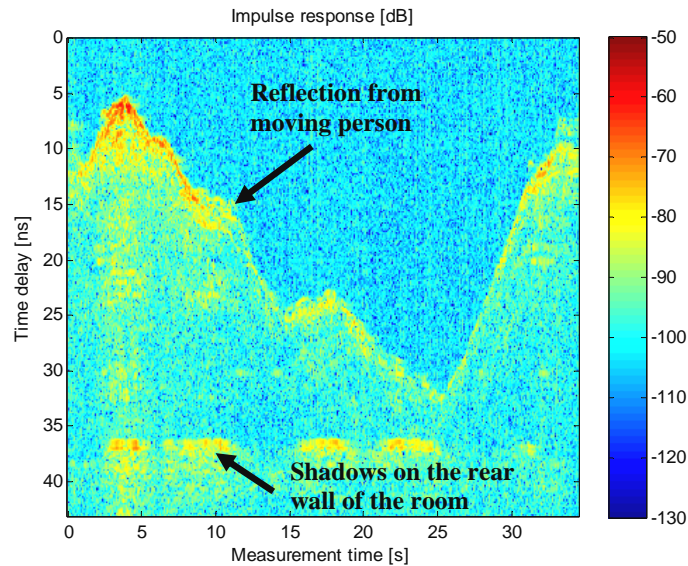 Impulse response [dB]
0
5
10
15
20
25
30
35
40
Time delay [ns]
Reflection from
moving person
Shadows on the rear
wall of the room
0 5 10 15 20 25 30
Measurement time [s]
-50
-60
-70
-80
-90
-100
-110
-120
-130